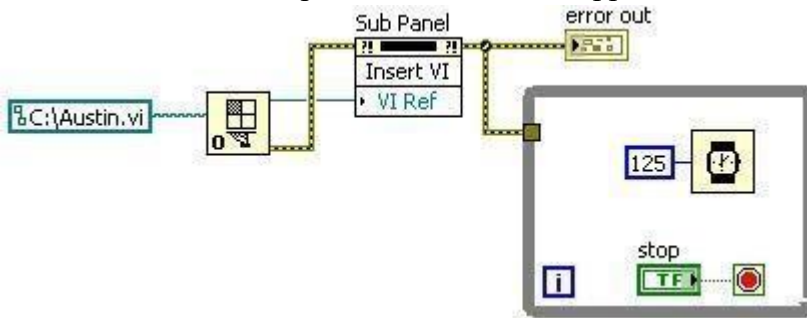 Sub Panel
error out
?! ?!
Insert VI
VI Ref
C:\Austin.vi
0
125
stop
TF
i